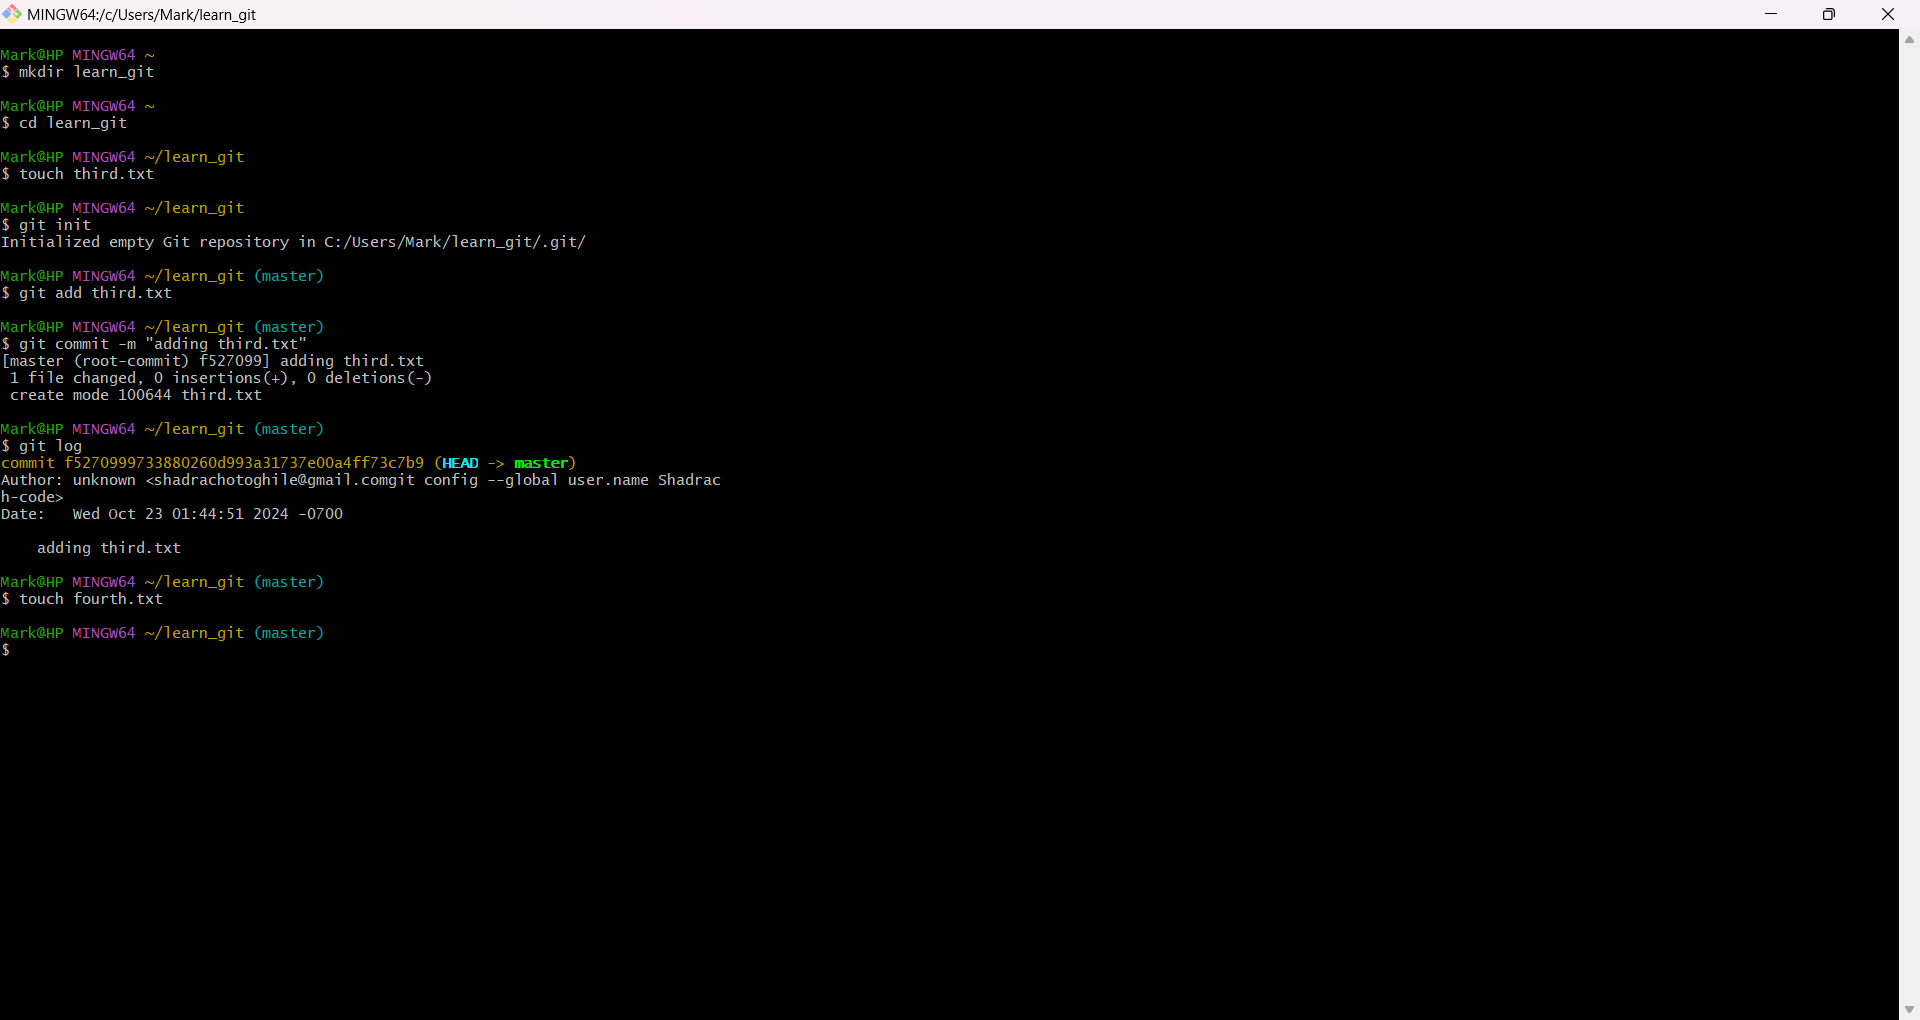 MINGW64:/c/Users/Mark/learn_git
Mark@HP MINGW64 ~
$ mkdir learn_git
Mark@HP MINGW64 ~
$ cd learn_git
Mark@HP MINGW64 ~/learn_git
$ touch third.txt
Mark@HP MINGW64 ~/learn_git
$ git init
Initialized empty Git repository in C:/Users/Mark/learn_git/.git/
Mark@HP MINGW64 ~/learn_git (master)
$ git add third.txt
Mark@HP MINGW64 ~/learn_git (master)
$ git commit -m "adding third.txt"
[master (root-commit) f527099] adding third.txt
 1 file changed, 0 insertions(+), 0 deletions(-)
 create mode 100644 third.txt
Mark@HP MINGW64 ~/learn_git (master)
$ git log
commit f5270999733880260d993a31737e00a4ff73c7b9 (HEAD -> master)
Author: unknown <shadrachotoghile@gmail.comgit config --global user.name Shadrac
h-code>
Date:   Wed Oct 23 01:44:51 2024 -0700
    adding third.txt
Mark@HP MINGW64 ~/learn_git (master)
$ touch fourth.txt
Mark@HP MINGW64 ~/learn_git (master)
$